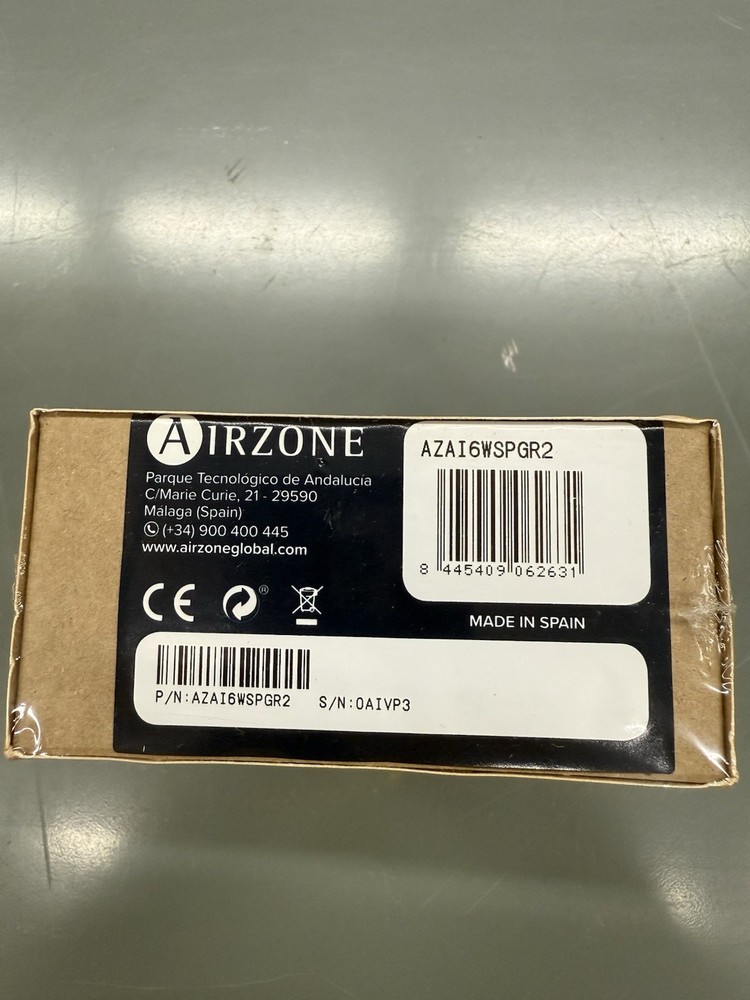 AIRZONE
Parque Tecnológico de Andalucía
C/Marie Curie, 21 - 29590
Malaga (Spain)
(+34) 900 400 445
www.airzoneglobal.com
CE
®
AZAI6WSPGR2
8 445409 062631
MADE IN SPAIN
P/N:AZAI6WSPGR2 S/N:0AIVP3